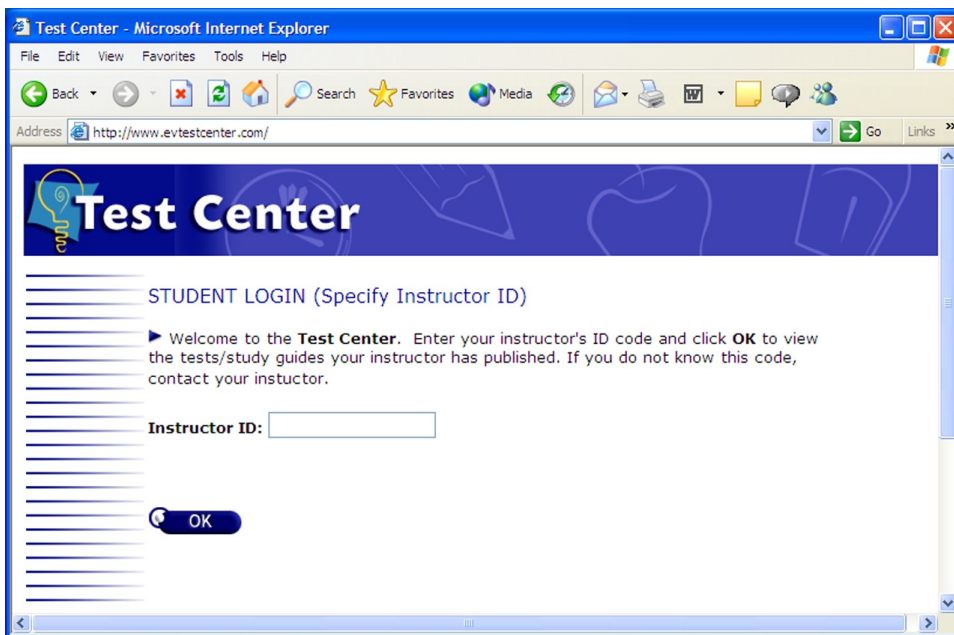 Test Center - Microsoft Internet Explorer
File Edit View Favorites Tools Help
Back Search Favorites Media
Address http://www.evtestcenter.com/ Go Links »
Test Center
STUDENT LOGIN (Specify Instructor ID)
Welcome to the Test Center. Enter your instructor's ID code and click OK to view
the tests/study guides your instructor has published. If you do not know this code,
contact your instuctor.
Instructor ID:
OK